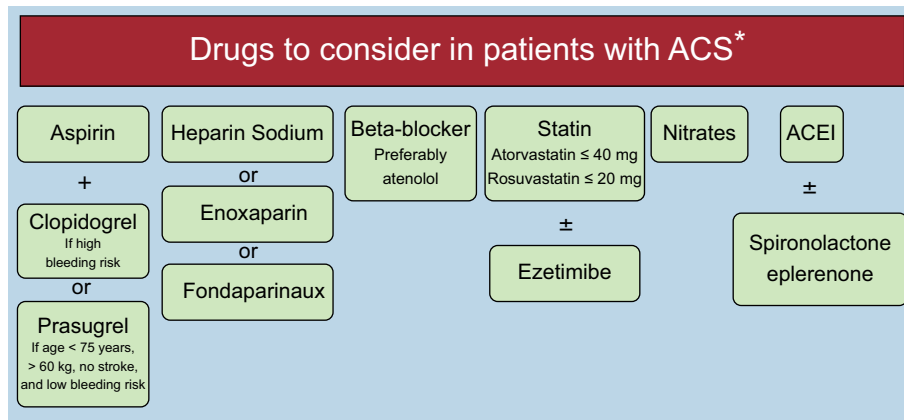 Drugs to consider in patients with ACS*
Aspirin
+
Clopidogrel
If high
bleeding risk
or
Prasugrel
If age < 75 years,
> 60 kg, no stroke,
and low bleeding risk
Heparin Sodium
or
Enoxaparin
or
Fondaparinaux
Beta-blocker
Preferably
atenolol
Statin
Atorvastatin ≤ 40 mg
Rosuvastatin ≤ 20 mg
±
Ezetimibe
Nitrates
ACEI
±
Spironolactone
eplerenone